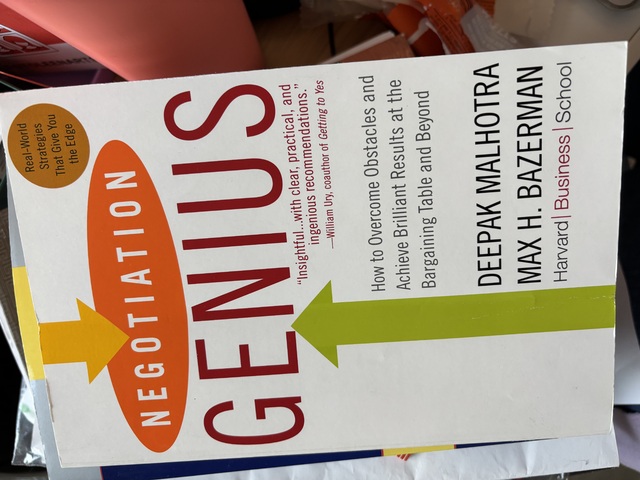 Real-World
Strategies
That Give You
the Edge
NEGOTIATION
GENIUS
“Insightful...with clear, practical, and
ingenious recommendations.”
—William Ury, coauthor of Getting to Yes
How to Overcome Obstacles and
Achieve Brilliant Results at the
Bargaining Table and Beyond
DEEPAK MALHOTRA
MAX H. BAZERMAN
Harvard|Business|School